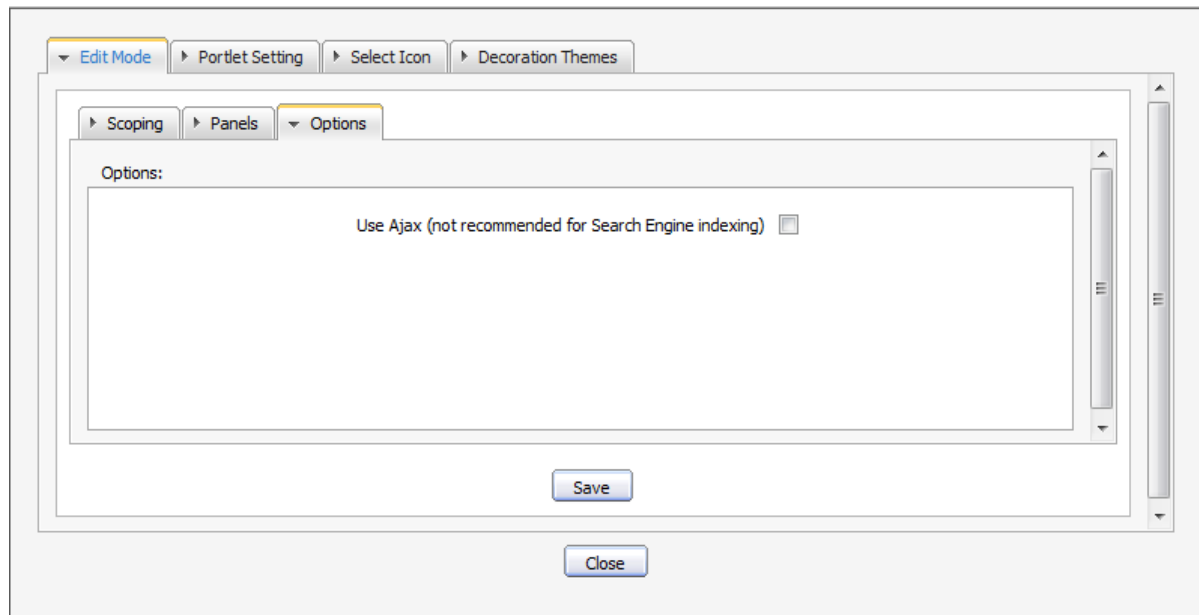 Edit Mode Portlet Setting Select Icon Decoration Themes
Scoping Panels Options
Options:
Use Ajax (not recommended for Search Engine indexing)
Save
Close